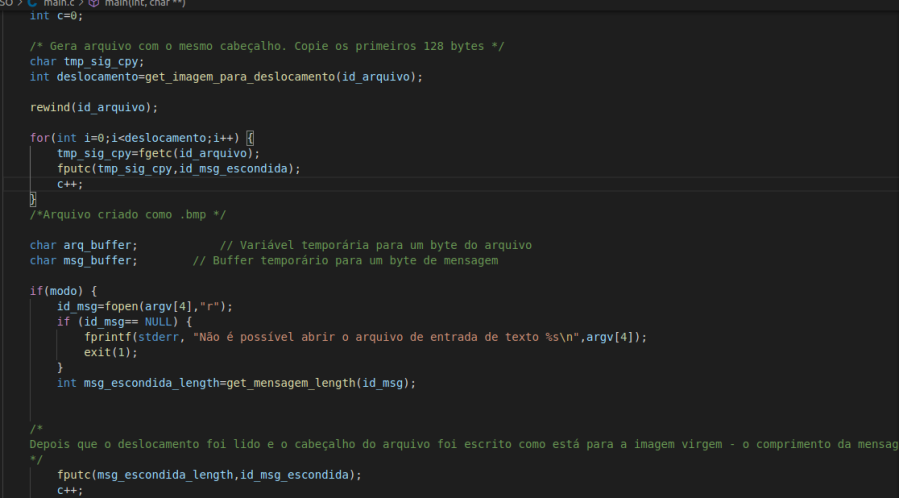 SO > C main.c > main(int, char **)
int c=0;
/* Gera arquivo com o mesmo cabeçalho. Copie os primeiros 128 bytes */
char tmp_sig_cpy;
int deslocamento=get_imagem_para_deslocamento(id_arquivo);
rewind(id_arquivo);
for(int i=0;i<deslocamento;i++) {
tmp_sig_cpy=fgetc(id_arquivo);
fputc(tmp_sig_cpy,id_msg_escondida);
c++;
}
/*Arquivo criado como .bmp */
char arq_buffer; // Variável temporária para um byte do arquivo
char msg_buffer; // Buffer temporário para um byte de mensagem
if(modo) {
id_msg=fopen(argv[4],"r");
if (id_msg== NULL) {
fprintf(stderr, "Não é possível abrir o arquivo de entrada de texto %s\n",argv[4]);
exit(1);
}
int msg_escondida_length=get_mensagem_length(id_msg);
/*
Depois que o deslocamento foi lido e o cabeçalho do arquivo foi escrito como está para a imagem virgem - o comprimento da mensag
*/
fputc(msg_escondida_length,id_msg_escondida);
c++;